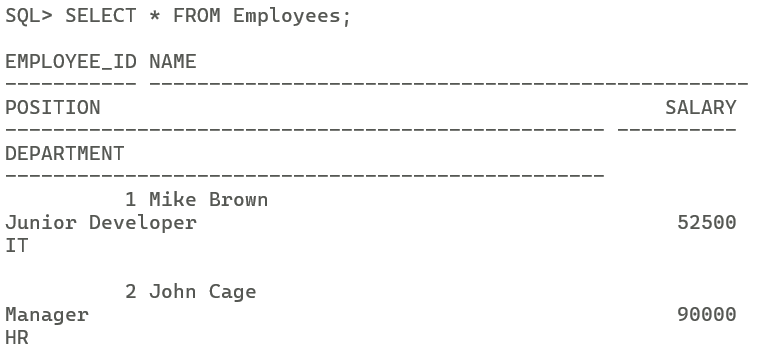 SQL> SELECT * FROM Employees;
EMPLOYEE_ID NAME
----------- --------------------------------------------------
POSITION SALARY
-------------------------------------------------- ----------
DEPARTMENT
--------------------------------------------------
1 Mike Brown
Junior Developer 52500
IT
2 John Cage
Manager 90000
HR